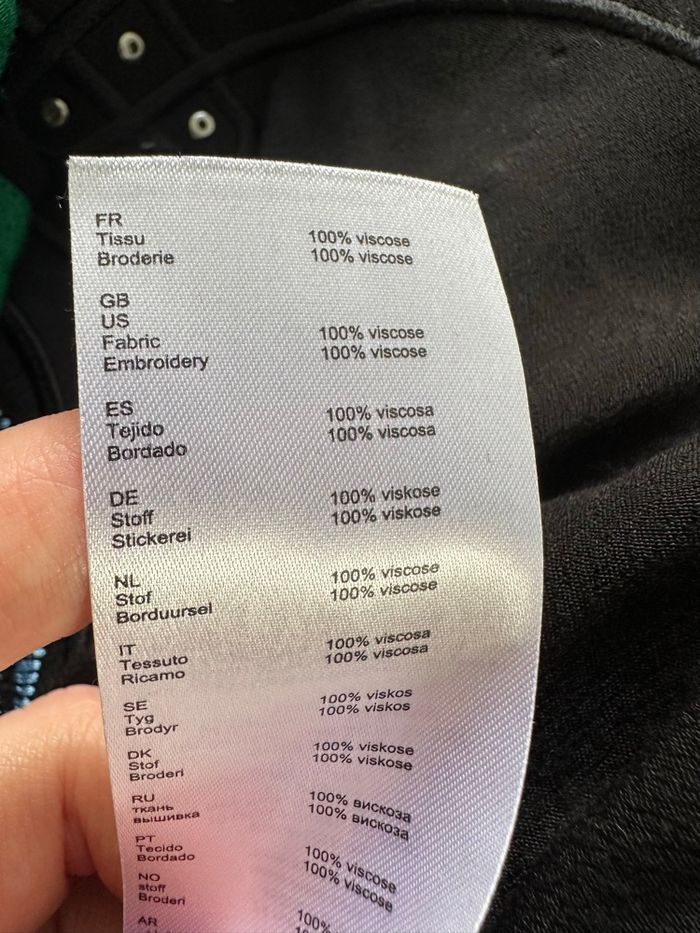 FR
Tissu 100% viscose
Broderie 100% viscose
GB
US
Fabric 100% viscose
Embroidery 100% viscose
ES
Tejido 100% viscosa
Bordado 100% viscosa
DE
Stoff 100% viskose
Stickerei 100% viskose
NL
Stof 100% viscose
Borduursel 100% viscose
IT
Tessuto 100% viscosa
Ricamo 100% viscosa
SE
Tyg 100% viskos
Brodyr 100% viskos
DK
Stof 100% viskose
Broderi 100% viskose
RU
ткань 100% вискоза
вышивка 100% вискоза
PT
Tecido 100% viscose
Bordado 100% viscose
NO
stoff
Broderi
AR
100%